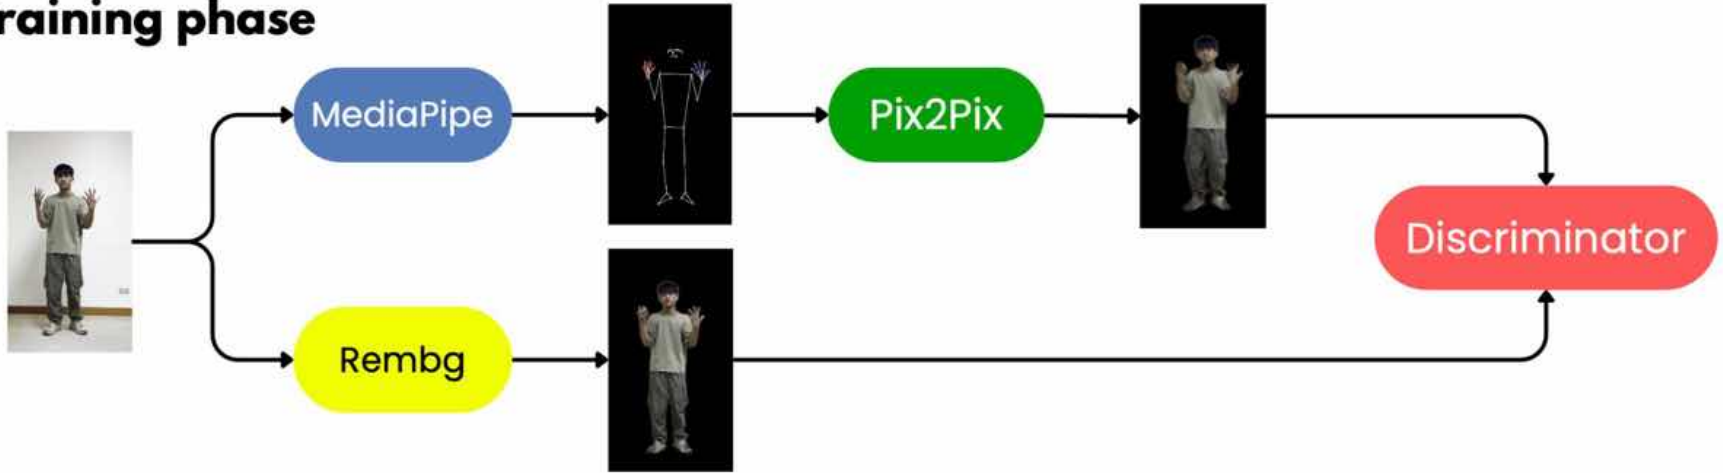 raining phase
MediaPipe
Pix2Pix
Discriminator
Rembg